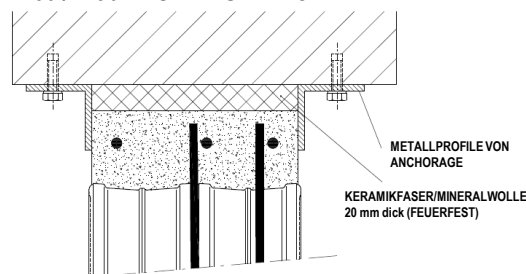 METALLPROFILE VON
ANCHORAGE
KERAMIKFASER/MINERALWOLLE
20 mm dick (FEUERFEST)